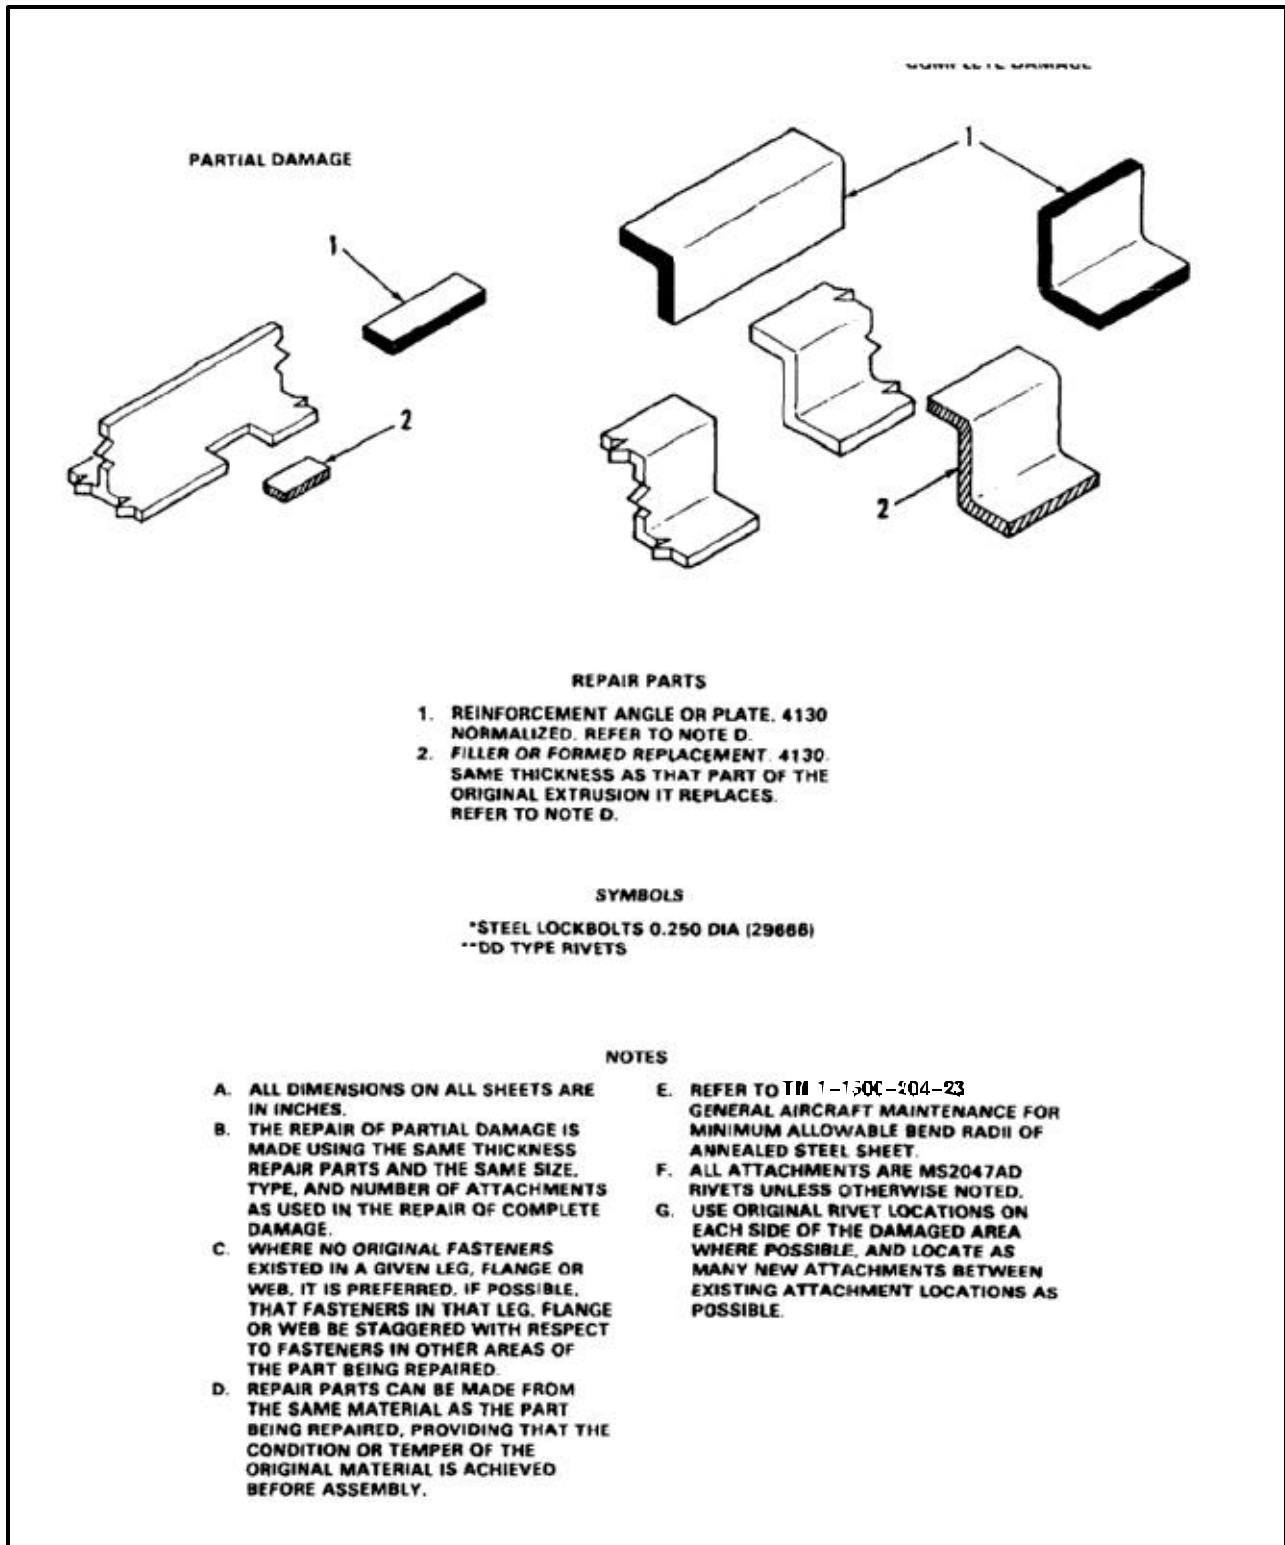 COMPLETE DAMAGE
PARTIAL DAMAGE
1
1
2
2
REPAIR PARTS
1. REINFORCEMENT ANGLE OR PLATE, 4130
NORMALIZED. REFER TO NOTE D.
2. FILLER OR FORMED REPLACEMENT. 4130.
SAME THICKNESS AS THAT PART OF THE
ORIGINAL EXTRUSION IT REPLACES.
REFER TO NOTE D.
SYMBOLS
*STEEL LOCKBOLTS 0.250 DIA (29666)
**DD TYPE RIVETS
NOTES
A. ALL DIMENSIONS ON ALL SHEETS ARE
IN INCHES.
B. THE REPAIR OF PARTIAL DAMAGE IS
MADE USING THE SAME THICKNESS
REPAIR PARTS AND THE SAME SIZE,
TYPE, AND NUMBER OF ATTACHMENTS
AS USED IN THE REPAIR OF COMPLETE
DAMAGE.
C. WHERE NO ORIGINAL FASTENERS
EXISTED IN A GIVEN LEG, FLANGE OR
WEB, IT IS PREFERRED, IF POSSIBLE,
THAT FASTENERS IN THAT LEG, FLANGE
OR WEB BE STAGGERED WITH RESPECT
TO FASTENERS IN OTHER AREAS OF
THE PART BEING REPAIRED.
D. REPAIR PARTS CAN BE MADE FROM
THE SAME MATERIAL AS THE PART
BEING REPAIRED, PROVIDING THAT THE
CONDITION OR TEMPER OF THE
ORIGINAL MATERIAL IS ACHIEVED
BEFORE ASSEMBLY.
E. REFER TO TM 1-1500-204-23
GENERAL AIRCRAFT MAINTENANCE FOR
MINIMUM ALLOWABLE BEND RADII OF
ANNEALED STEEL SHEET.
F. ALL ATTACHMENTS ARE MS2047AD
RIVETS UNLESS OTHERWISE NOTED.
G. USE ORIGINAL RIVET LOCATIONS ON
EACH SIDE OF THE DAMAGED AREA
WHERE POSSIBLE, AND LOCATE AS
MANY NEW ATTACHMENTS BETWEEN
EXISTING ATTACHMENT LOCATIONS AS
POSSIBLE.